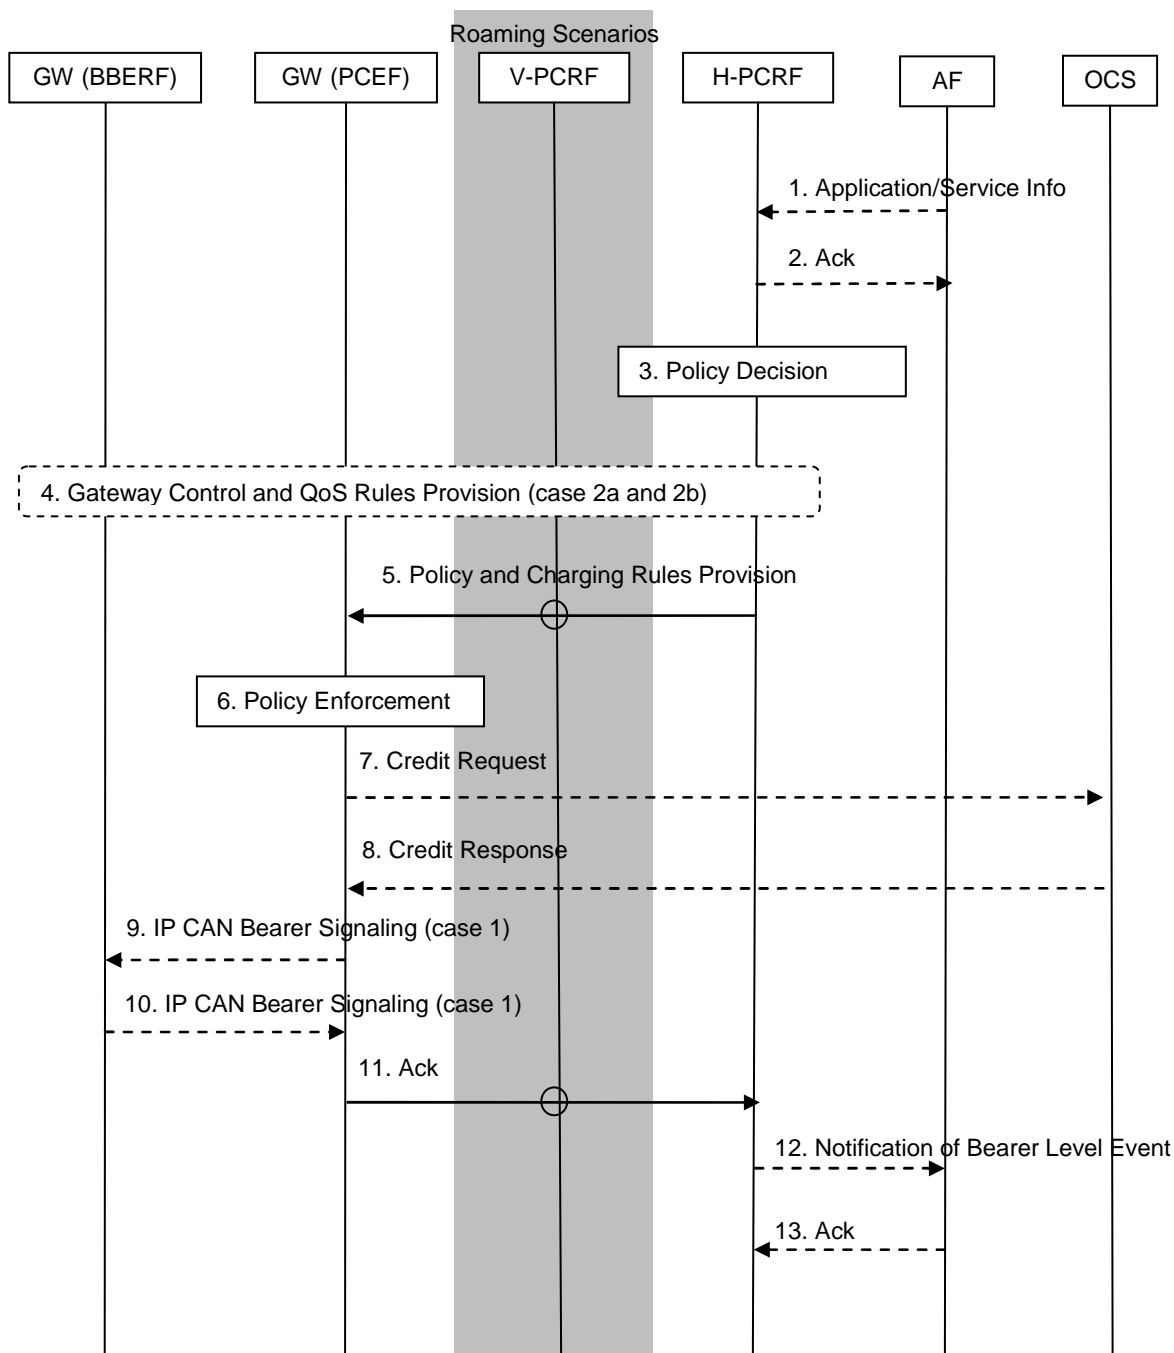 Roaming Scenarios
GW (BBERF)
GW (PCEF)
V-PCRF
H-PCRF
AF
OCS
1. Application/Service Info
2. Ack
3. Policy Decision
4. Gateway Control and QoS Rules Provision (case 2a and 2b)
5. Policy and Charging Rules Provision
6. Policy Enforcement
7. Credit Request
8. Credit Response
9. IP CAN Bearer Signaling (case 1)
10. IP CAN Bearer Signaling (case 1)
11. Ack
12. Notification of Bearer Level Event
13. Ack